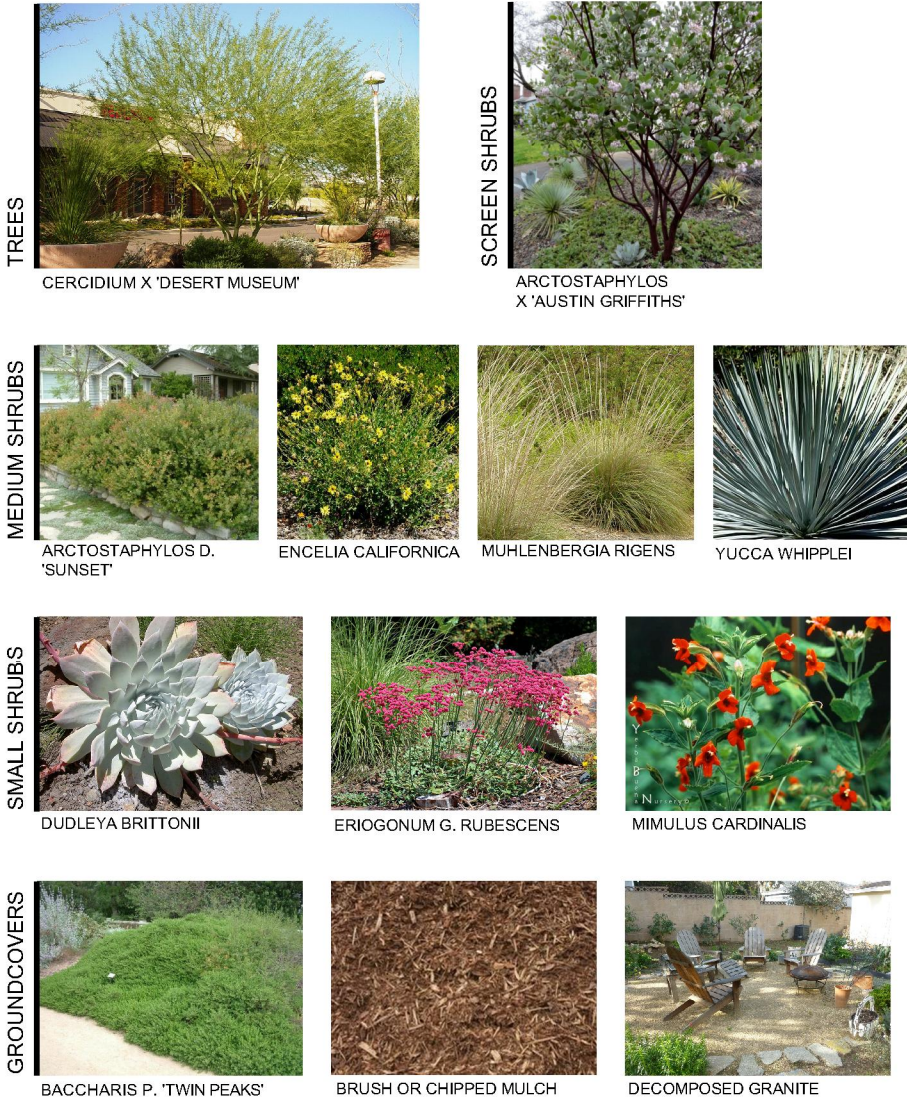 TREES
CERCIDIUM X 'DESERT MUSEUM'
SCREEN SHRUBS
ARCTOSTAPHYLOS
X 'AUSTIN GRIFFITHS'
MEDIUM SHRUBS
ARCTOSTAPHYLOS D.
'SUNSET'
ENCELIA CALIFORNICA
MUHLENBERGIA RIGENS
YUCCA WHIPPLEI
SMALL SHRUBS
DUDLEYA BRITTONII
ERIOGONUM G. RUBESCENS
MIMULUS CARDINALIS
Nursery
GROUNDCOVERS
BACCHARIS P. 'TWIN PEAKS'
BRUSH OR CHIPPED MULCH
DECOMPOSED GRANITE